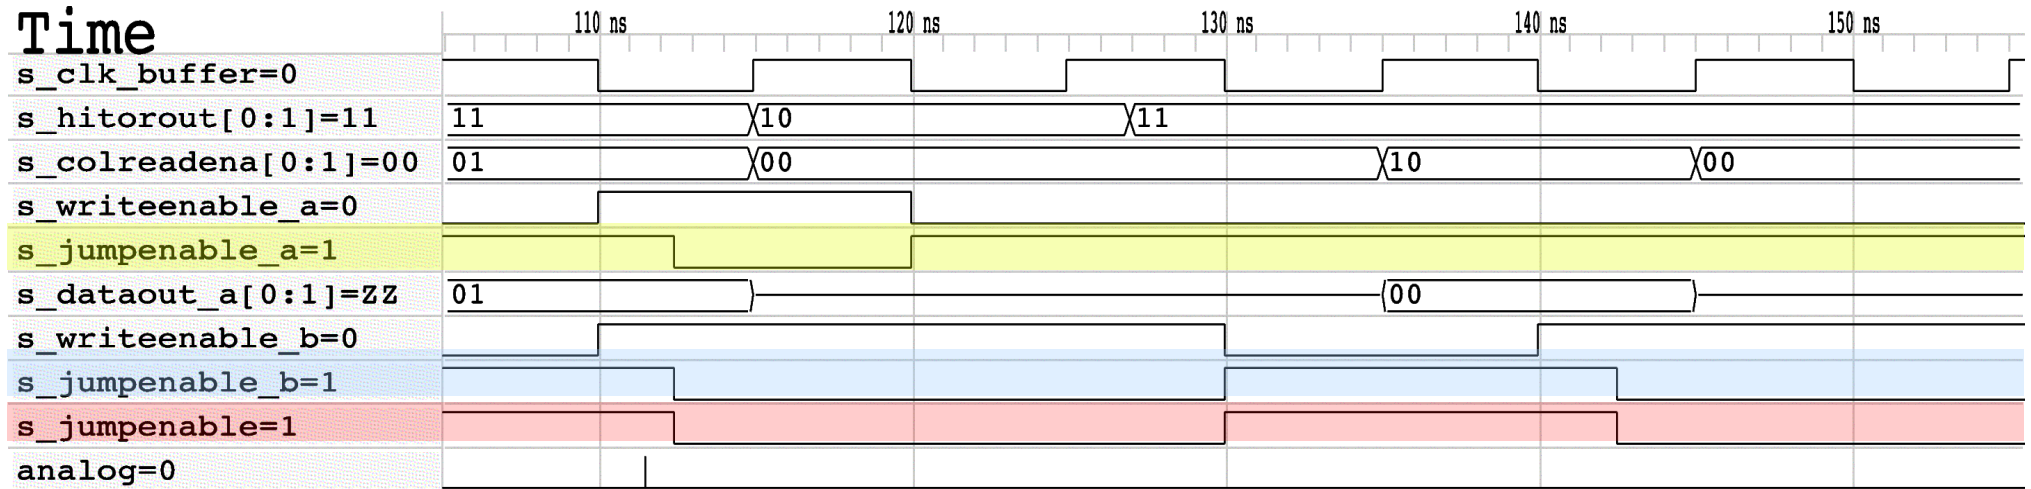 Time
110 ns 120 ns 130 ns 140 ns 150 ns
s_clk_buffer=0
s_hitorout[0:1]=11 11 10 11
s_colreadena[0:1]=00 01 00 10 00
s_writeenable_a=0
s_jumpenable_a=1
s_dataout_a[0:1]=ZZ 01 00
s_writeenable_b=0
s_jumpenable_b=1
s_jumpenable=1
analog=0